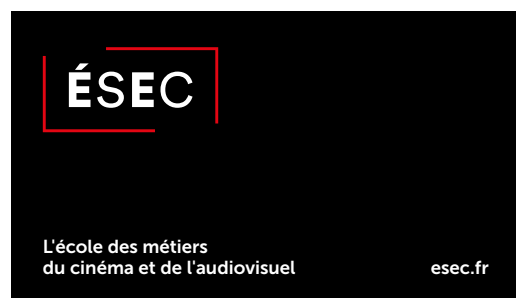 ÉSEC
L'école des métiers
du cinéma et de l'audiovisuel
esec.fr